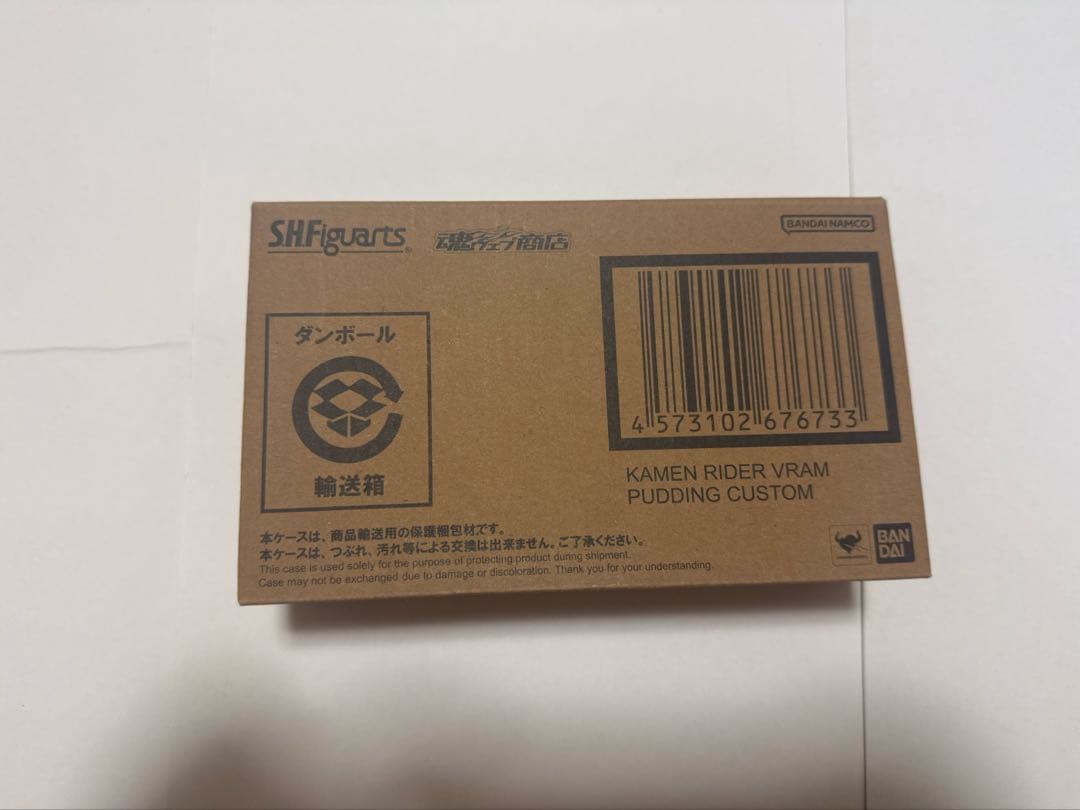 S.H.Figuarts
魂ウェブ商店
BANDAI NAMCO
ダンボール
輸送箱
4 573102 676733
KAMEN RIDER VRAM
PUDDING CUSTOM
本ケースは、商品輸送用の保護梱包材です。
本ケースは、つぶれ、汚れ等による交換は出来ません。ご了承ください。
This case is used solely for the purpose of protecting product during shipment.
Case may not be exchanged due to damage or discoloration. Thank you for your understanding.
BAN
DAI